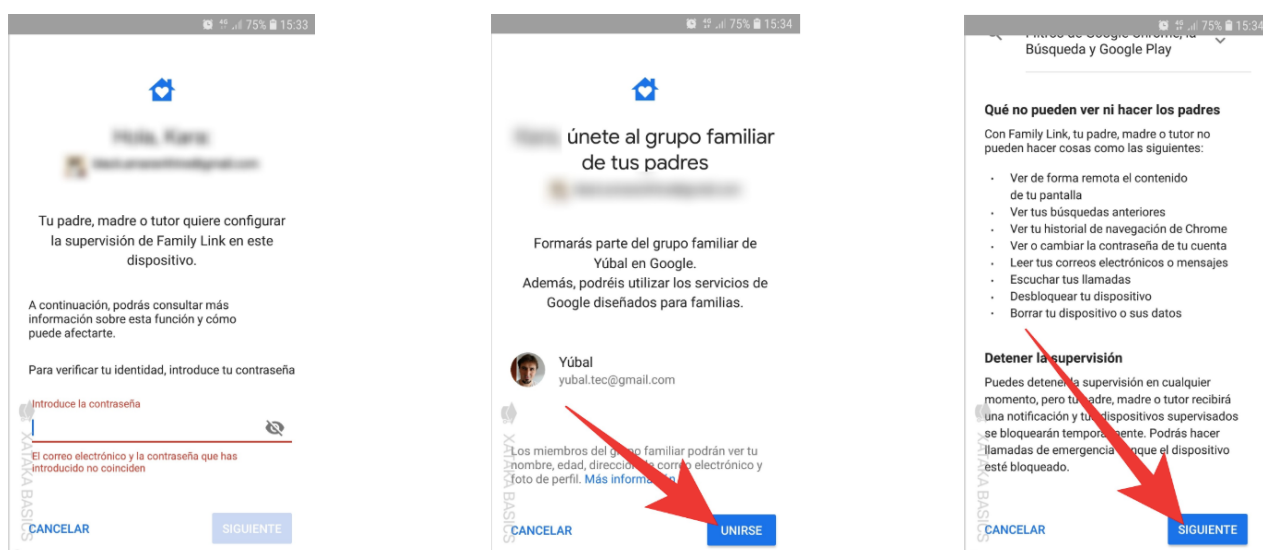 4G 75% 15:33
Hola, Kara:
Tu padre, madre o tutor quiere configurar
la supervisión de Family Link en este
dispositivo.
A continuación, podrás consultar más
información sobre esta función y cómo
puede afectarte.
Para verificar tu identidad, introduce tu contraseña
Introduce la contraseña
El correo electrónico y la contraseña que has
introducido no coinciden
CANCELAR
SIGUIENTE
XATAKA BASICS
4G 75% 15:34
únete al grupo familiar
de tus padres
Formarás parte del grupo familiar de
Yúbal en Google.
Además, podréis utilizar los servicios de
Google diseñados para familias.
Yúbal
yubal.tec@gmail.com
Los miembros del grupo familiar podrán ver tu
nombre, edad, dirección de correo electrónico y
foto de perfil. Más información
CANCELAR
UNIRSE
XATAKA BASICS
4G 75% 15:34
Filtros de Google Chrome, la
Búsqueda y Google Play
Qué no pueden ver ni hacer los padres
Con Family Link, tu padre, madre o tutor no
pueden hacer cosas como las siguientes:
· Ver de forma remota el contenido
de tu pantalla
· Ver tus búsquedas anteriores
· Ver tu historial de navegación de Chrome
· Ver o cambiar la contraseña de tu cuenta
· Leer tus correos electrónicos o mensajes
· Escuchar tus llamadas
· Desbloquear tu dispositivo
· Borrar tu dispositivo o sus datos
Detener la supervisión
Puedes detener la supervisión en cualquier
momento, pero tu padre, madre o tutor recibirá
una notificación y tus dispositivos supervisados
se bloquearán temporalmente. Podrás hacer
llamadas de emergencia aunque el dispositivo
esté bloqueado.
CANCELAR
SIGUIENTE
XATAKA BASICS